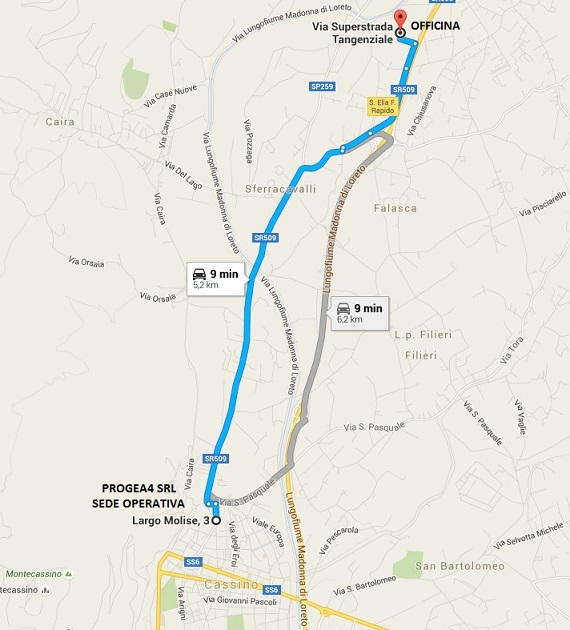 Via Lungofiume Madonna di Loreto
Via Superstrada
Tangenziale
OFFICINA
SP259
SR509
S. Elia F.
Rapido
Via Chiusanova
Via Case Nuove
Via Camarda
Caira
Via Pozzaga
Via Lungofiume Madonna di Loreto
Via Del Lago
Sferracavalli
Lungofiume Madonna di Loreto
Falasca
Via Pisciarello
Via Caira
SR509
Via Orsaia
9 min
5,2 km
Via Orsaia
Via Lungofiume Madonna di Loreto
9 min
6,2 km
L.p. Filieri
Filieri
Via Tora
Via S. Pasquale
Via Vaglie
Via S. Pasquale
SR509
Via Caira
PROGEA4 SRL
SEDE OPERATIVA
Via S. Pasquale
Largo Molise, 3
Via degli Eroi
Viale Europa
Via Pescarola
Lungofiume Madonna di Loreto
Via Selvotta Michele
SS6
San Bartolomeo
Montecassino
tecassino
Cassino
SS6
Via S. Bartolomeo
Via Arigni
Via Giovanni Pascoli